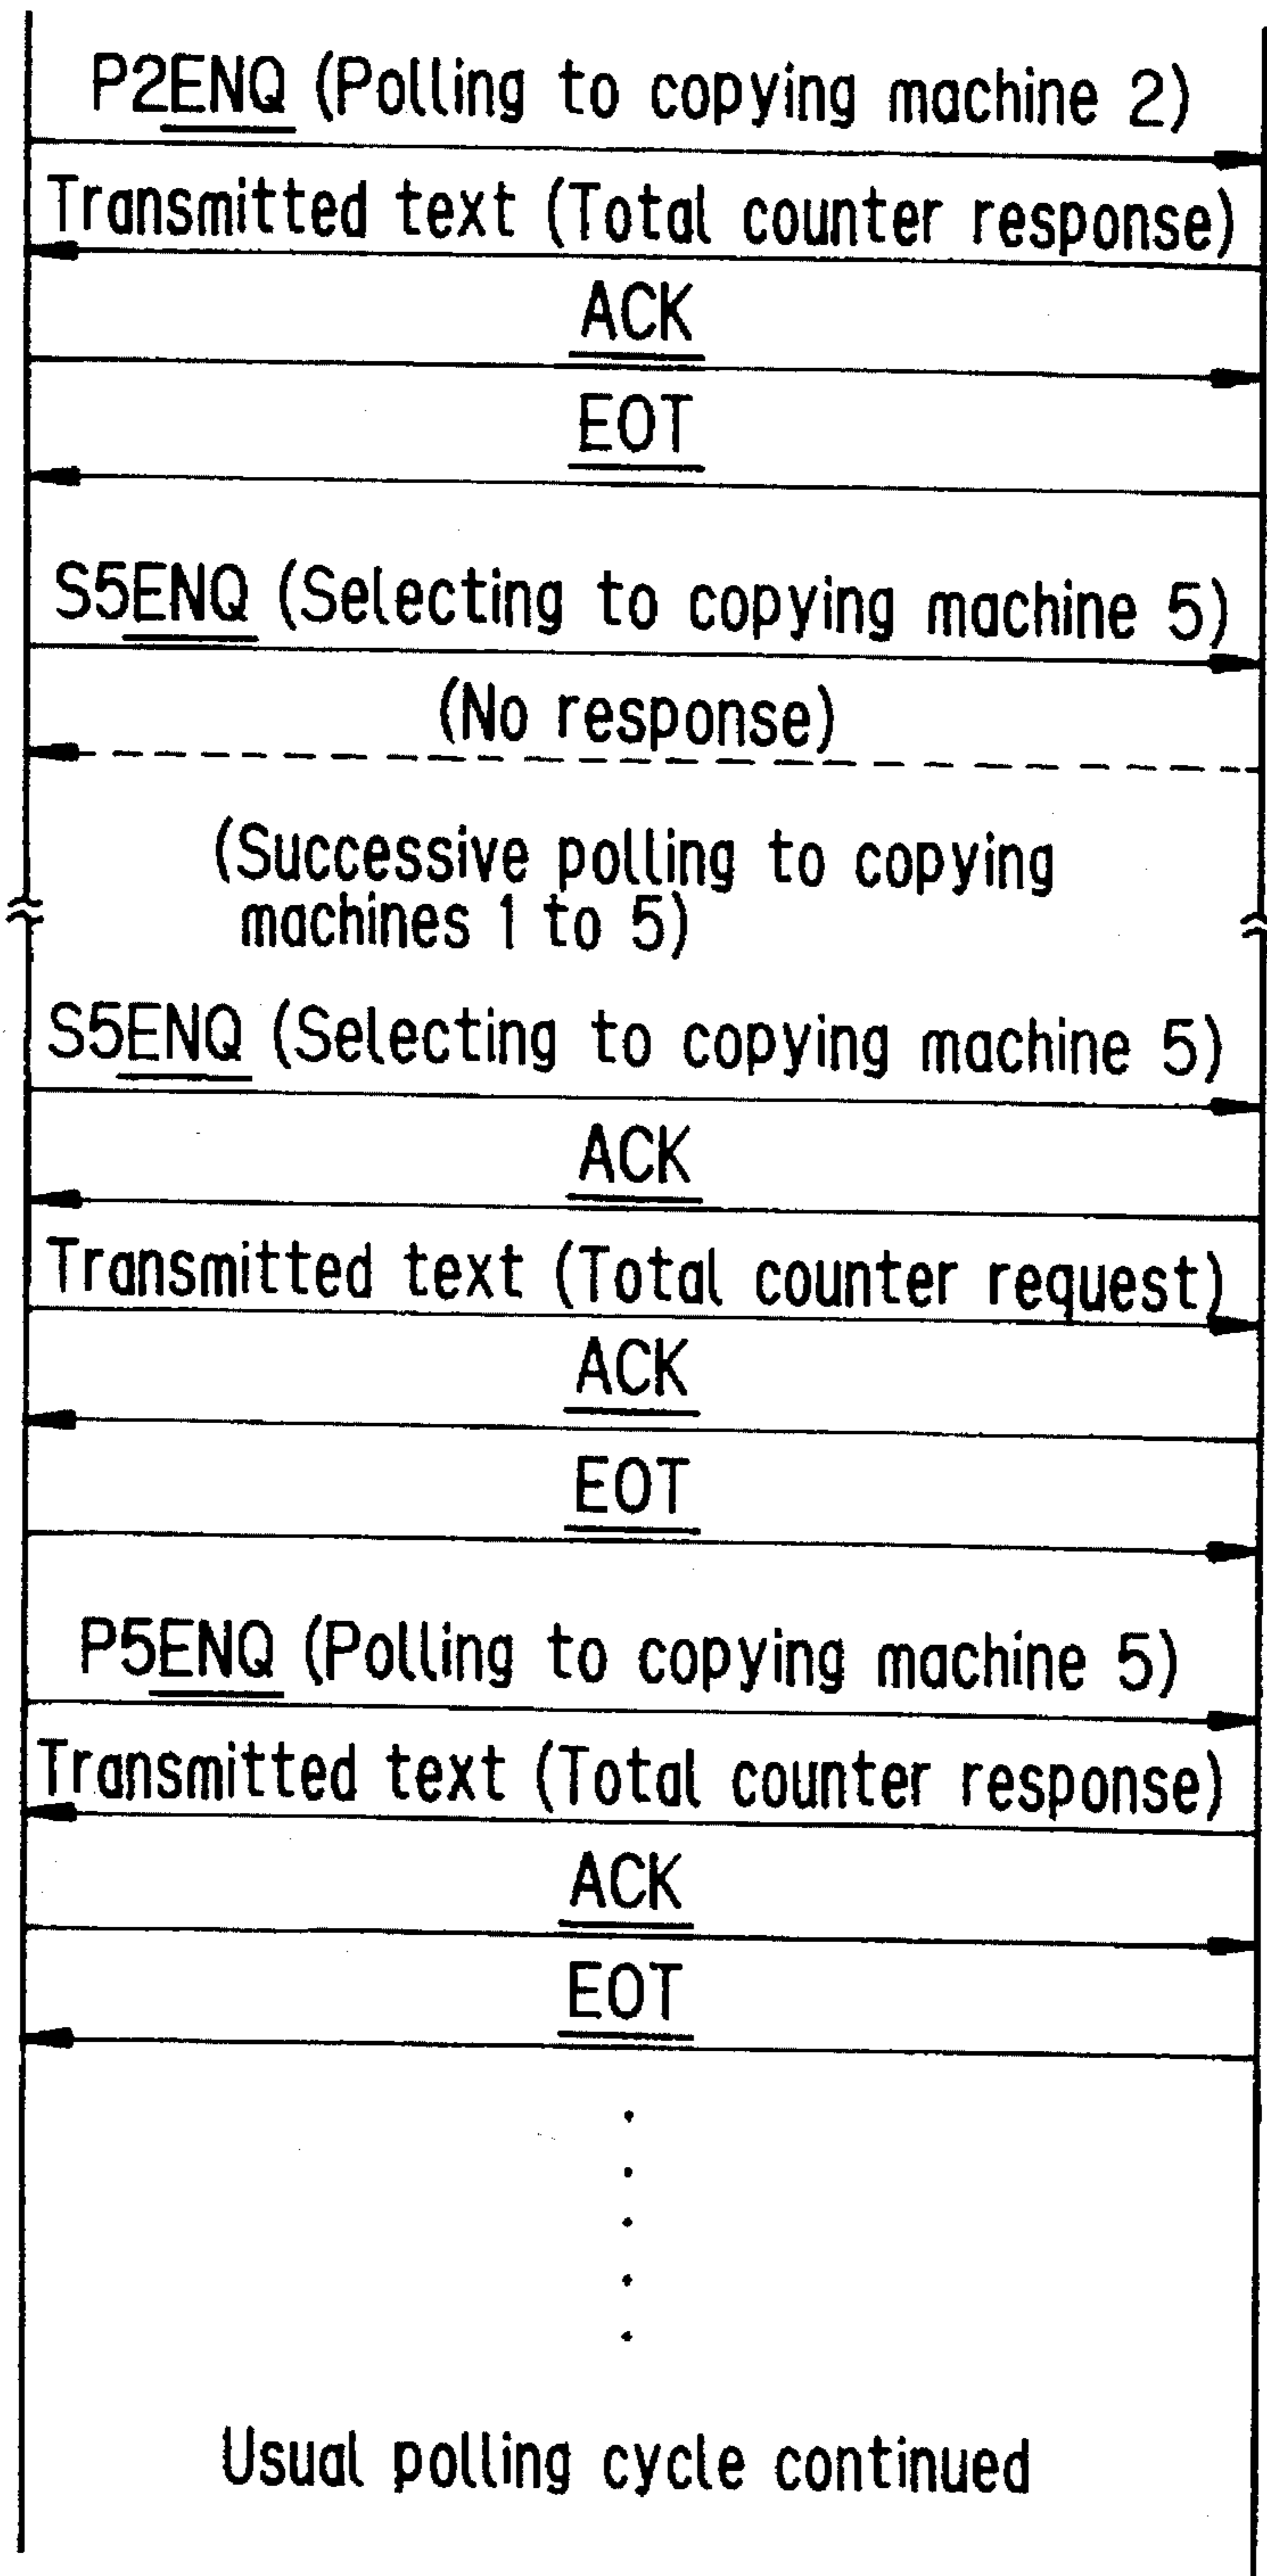 P2ENQ (Polling to copying machine 2)
Transmitted text (Total counter response)
ACK
EOT
S5ENQ (Selecting to copying machine 5)
(No response)
(Successive polling to copying
machines 1 to 5)
S5ENQ (Selecting to copying machine 5)
ACK
Transmitted text (Total counter request)
ACK
EOT
P5ENQ (Polling to copying machine 5)
Transmitted text (Total counter response)
ACK
EOT
Usual polling cycle continued